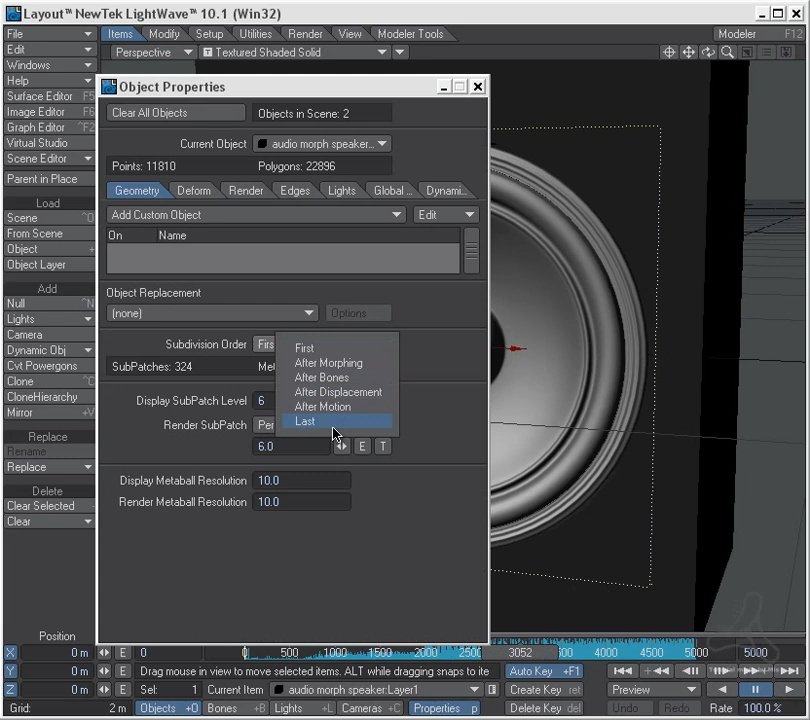 Layout™ NewTek LightWave™ 10.1 (Win32)
File Items Modify Setup Utilities Render View Modeler Tools Modeler F12
Edit Perspective Textured Shaded Solid
Windows
Help
Surface Editor F5
Image Editor F6
Graph Editor ^F2
Virtual Studio
Scene Editor
Parent in Place
Load
Scene ^O
From Scene
Object +
Object Layer
Add
Null ^N
Lights
Camera
Dynamic Obj
Cvt Powergons
Clone ^C
CloneHierarchy
Mirror +V
Replace
Rename
Replace
Delete
Clear Selected -
Clear
Object Properties
Clear All Objects Objects in Scene: 2
Current Object audio morph speaker...
Points: 11810 Polygons: 22896
Geometry Deform Render Edges Lights Global .. Dynami..
Add Custom Object Edit
On Name
Object Replacement
(none) Options
Subdivision Order Firs
SubPatches: 324 Met
First
After Morphing
After Bones
After Displacement
After Motion
Last
Display SubPatch Level 6
Render SubPatch Per
6.0 E T
Display Metaball Resolution 10.0
Render Metaball Resolution 10.0
Position
X 0 m E 0 0 500 1000 1500 2000 2500 3052 500 4000 4500 5000 5000
Y 0 m E Drag mouse in view to move selected items. ALT while dragging snaps to ite Auto Key +F1
Z 0 m E Sel: 1 Current Item audio morph speaker:Layer1 Create Key ret Preview
Grid: 2 m Objects +O Bones +B Lights +L Cameras +C Properties p Delete Key del Undo Redo Rate 100.0 %